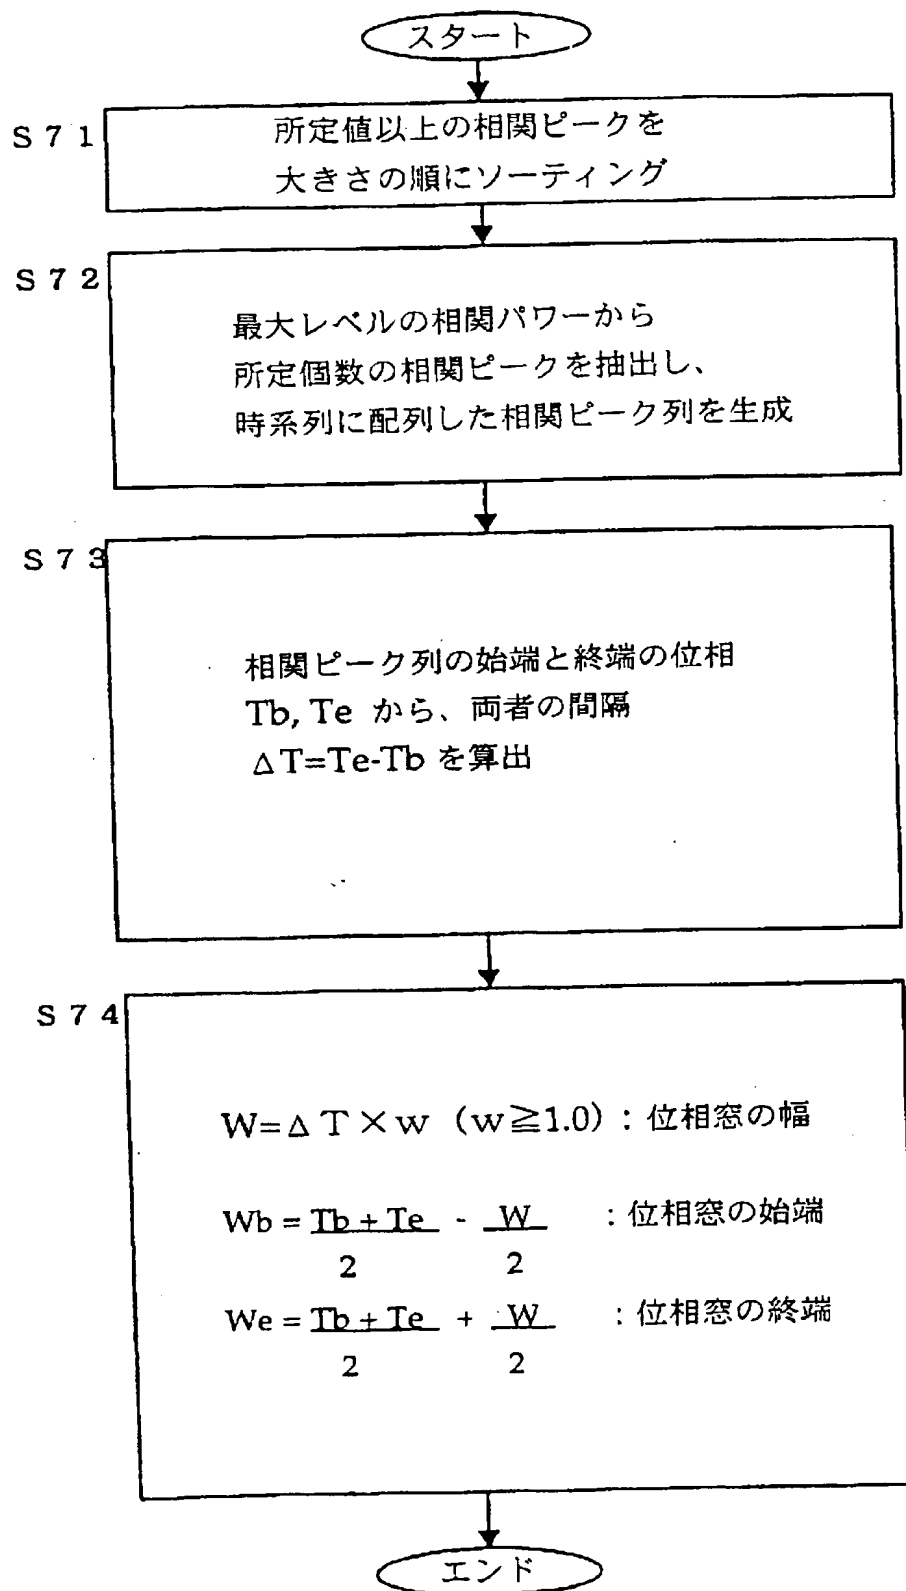 スタート
S71
所定値以上の相関ピークを
大きさの順にソーティング
S72
最大レベルの相関パワーから
所定個数の相関ピークを抽出し、
時系列に配列した相関ピーク列を生成
S73
相関ピーク列の始端と終端の位相
Tb, Te から、両者の間隔
ΔT=Te-Tb を算出
S74
W=ΔT×w (w≧1.0) : 位相窓の幅
Wb = Tb + Te - W : 位相窓の始端
2 2
We = Tb + Te + W : 位相窓の終端
2 2
エンド